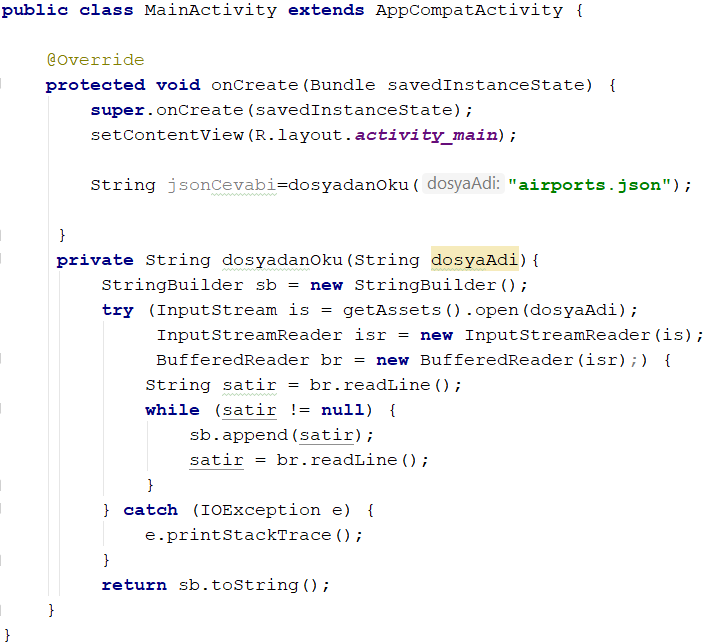 public class MainActivity extends AppCompatActivity {
@Override
protected void onCreate(Bundle savedInstanceState) {
super.onCreate(savedInstanceState);
setContentView(R.layout.activity_main);
String jsonCevabi=dosyadanOku( dosyaAdi: "airports.json");
}
private String dosyadanOku(String dosyaAdi){
StringBuilder sb = new StringBuilder();
try (InputStream is = getAssets().open(dosyaAdi);
InputStreamReader isr = new InputStreamReader(is);
BufferedReader br = new BufferedReader(isr);) {
String satir = br.readLine();
while (satir != null) {
sb.append(satir);
satir = br.readLine();
}
} catch (IOException e) {
e.printStackTrace();
}
return sb.toString();
}
}